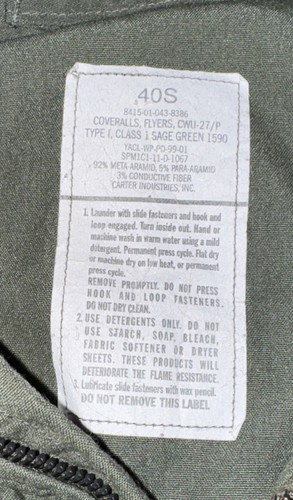 40S
8415-01-043-8386
COVERALLS, FLYERS, CWU-27/P
TYPE I, CLASS 1 SAGE GREEN 1590
YACL-WP-PD-99-01
SPM1C1-11-D-1067
92% META-ARAMID, 5% PARA-ARAMID
3% CONDUCTIVE FIBER
CARTER INDUSTRIES, INC.
1. Launder with slide fasteners and hook and
loop engaged. Turn inside out. Hand or
machine wash in warm water using a mild
detergent. Permanent press cycle. Flat dry
or machine dry on low heat, or permanent
press cycle.
REMOVE PROMPTLY. DO NOT PRESS
HOOK AND LOOP FASTENERS.
DO NOT DRY CLEAN.
2. USE DETERGENTS ONLY. DO NOT
USE STARCH, SOAP, BLEACH,
FABRIC SOFTENER OR DRYER
SHEETS. THESE PRODUCTS WILL
DETERIORATE THE FLAME RESISTANCE.
3. Lubricate slide fasteners with wax pencil.
DO NOT REMOVE THIS LABEL